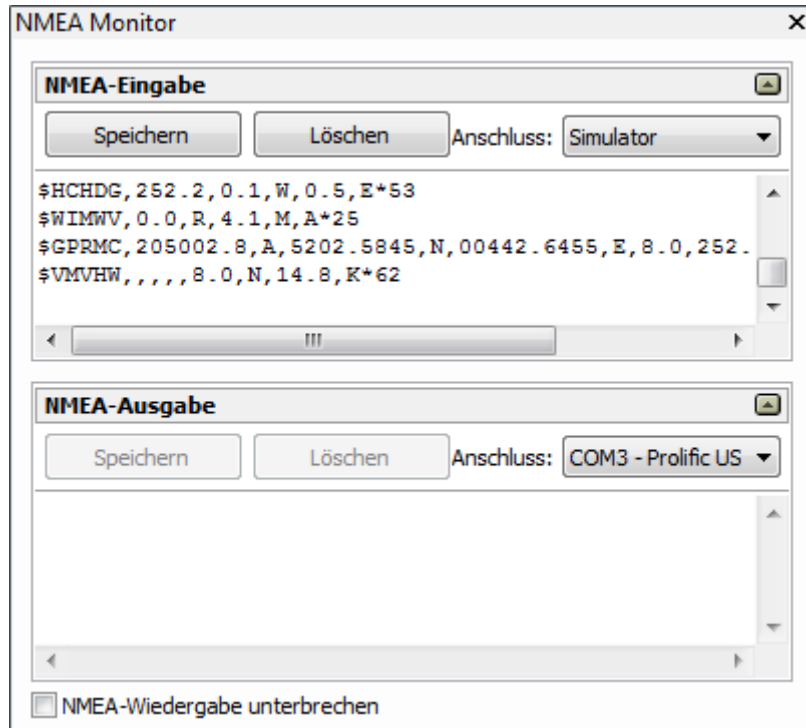 NMEA Monitor
NMEA-Eingabe
Speichern Löschen Anschluss: Simulator
$HCHDG,252.2,0.1,W,0.5,E*53
$WIMWV,0.0,R,4.1,M,A*25
$GPRMC,205002.8,A,5202.5845,N,00442.6455,E,8.0,252.
$VMVHW,,,,,8.0,N,14.8,K*62
NMEA-Ausgabe
Speichern Löschen Anschluss: COM3 - Prolific US
NMEA-Wiedergabe unterbrechen